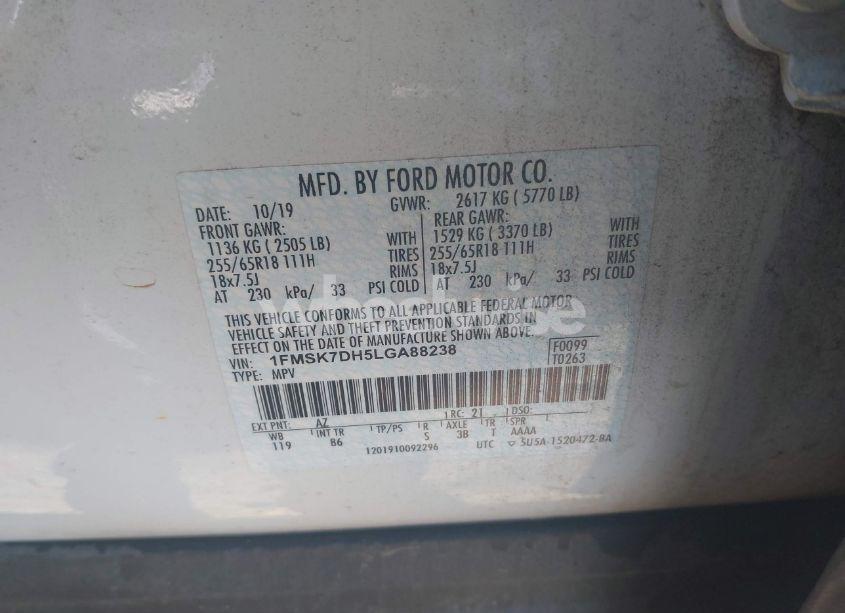 MFD. BY FORD MOTOR CO.
DATE: 10/19 GVWR: 2617 KG ( 5770 LB)
FRONT GAWR: REAR GAWR:
1136 KG ( 2505 LB) WITH 1529 KG ( 3370 LB) WITH
255/65R18 111H TIRES 255/65R18 111H TIRES
18x7.5J RIMS 18x7.5J RIMS
AT 230 kPa/ 33 PSI COLD AT 230 kPa/ 33 PSI COLD
THIS VEHICLE CONFORMS TO ALL APPLICABLE FEDERAL MOTOR
VEHICLE SAFETY AND THEFT PREVENTION STANDARDS IN
EFFECT ON THE DATE OF MANUFACTURE SHOWN ABOVE.
VIN: 1FMSK7DH5LGA88238 F0099
TYPE: MPV T0263
EXT PNT: AZ RC: 21 DSO:
WB INT TR TP/PS R AXLE TR SPR
119 86 S 3B T AAAA
1201910092296 UTC ▽ 5U5A-1520472-BA